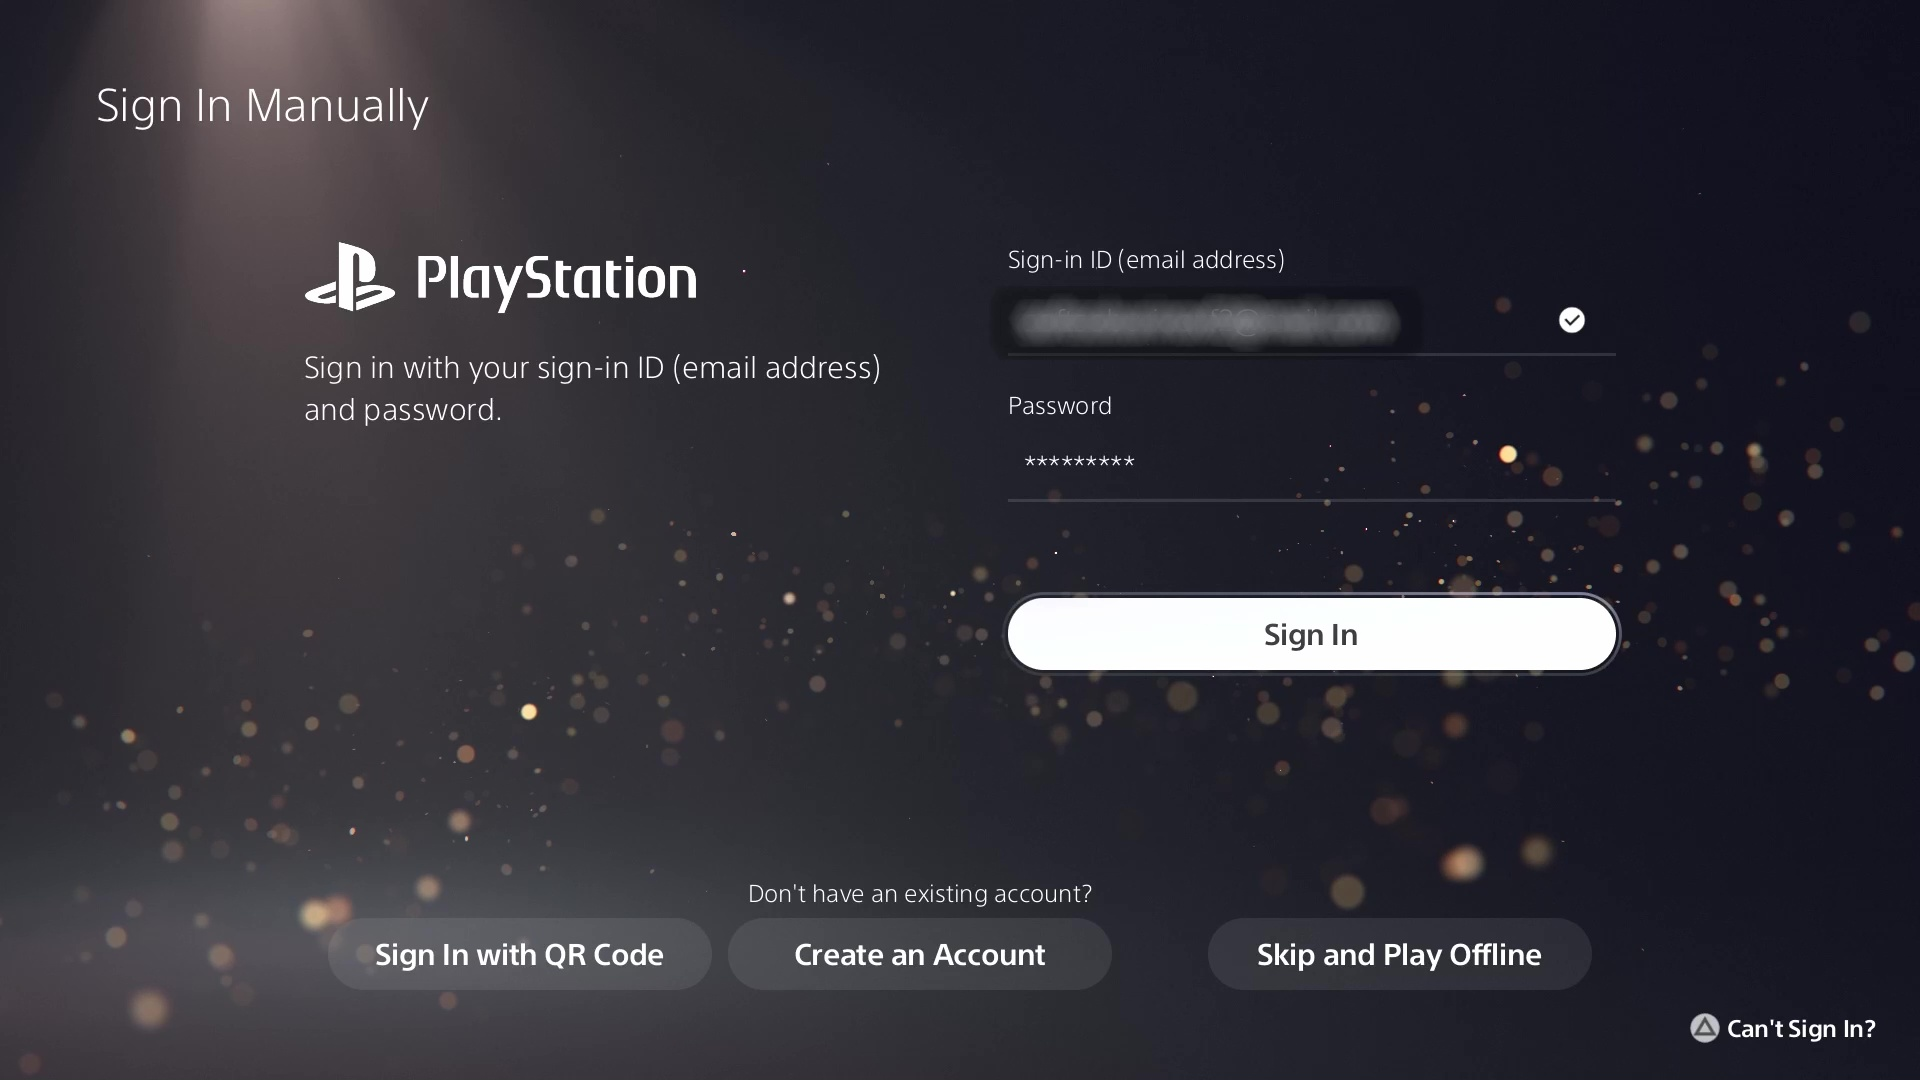 Sign In Manually
PlayStation
Sign in with your sign-in ID (email address)
and password.
Sign-in ID (email address)
Password
*********
Sign In
Don't have an existing account?
Sign In with QR Code
Create an Account
Skip and Play Offline
Can't Sign In?